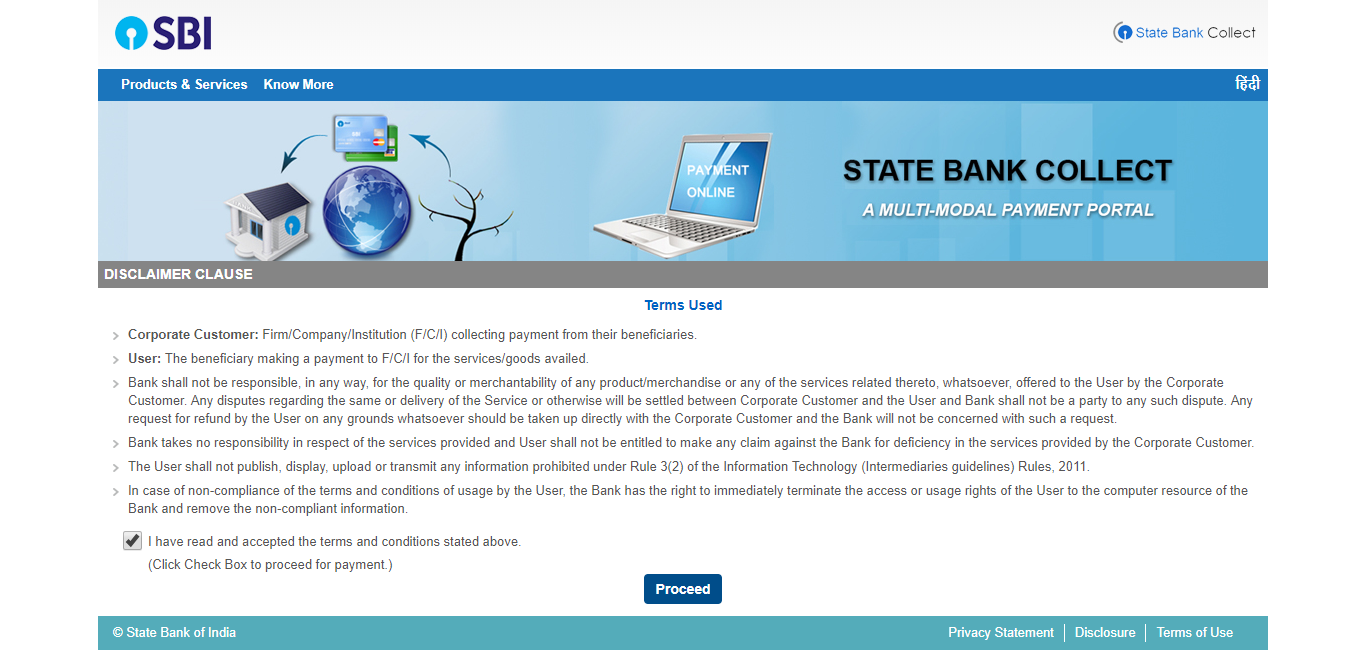 SBI
State Bank Collect
Products & Services Know More हिंदी
SBI
PAYMENT
ONLINE
STATE BANK COLLECT
A MULTI-MODAL PAYMENT PORTAL
DISCLAIMER CLAUSE
Terms Used
Corporate Customer: Firm/Company/Institution (F/C/I) collecting payment from their beneficiaries.
User: The beneficiary making a payment to F/C/I for the services/goods availed.
Bank shall not be responsible, in any way, for the quality or merchantability of any product/merchandise or any of the services related thereto, whatsoever, offered to the User by the Corporate
Customer. Any disputes regarding the same or delivery of the Service or otherwise will be settled between Corporate Customer and the User and Bank shall not be a party to any such dispute. Any
request for refund by the User on any grounds whatsoever should be taken up directly with the Corporate Customer and the Bank will not be concerned with such a request.
Bank takes no responsibility in respect of the services provided and User shall not be entitled to make any claim against the Bank for deficiency in the services provided by the Corporate Customer.
The User shall not publish, display, upload or transmit any information prohibited under Rule 3(2) of the Information Technology (Intermediaries guidelines) Rules, 2011.
In case of non-compliance of the terms and conditions of usage by the User, the Bank has the right to immediately terminate the access or usage rights of the User to the computer resource of the
Bank and remove the non-compliant information.
I have read and accepted the terms and conditions stated above.
(Click Check Box to proceed for payment.)
Proceed
© State Bank of India Privacy Statement Disclosure Terms of Use